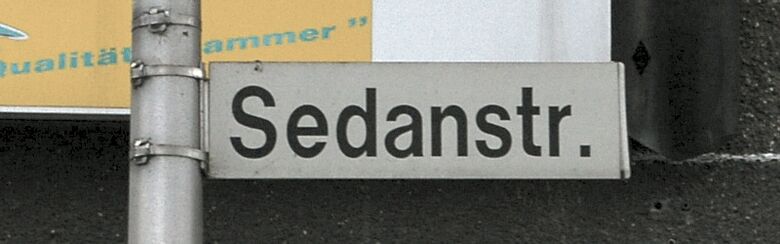 Qualität ammer ”
Sedanstr.